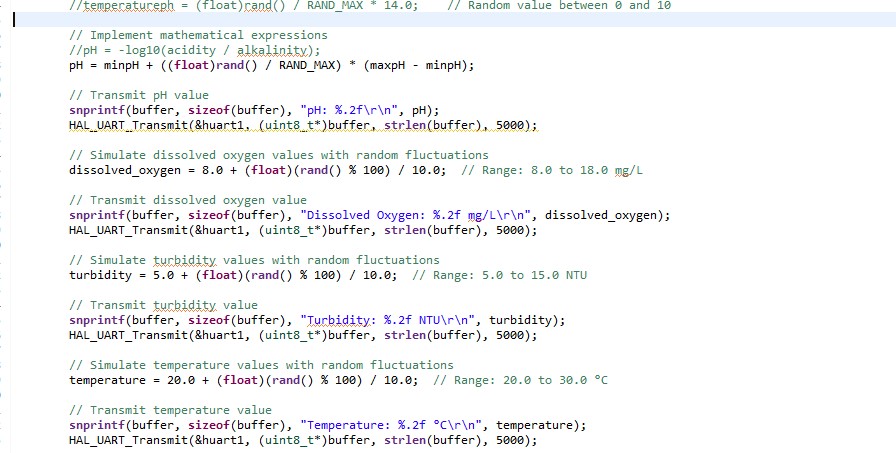 //temperatureph = (float)rand() / RAND_MAX * 14.0;    // Random value between 0 and 10
// Implement mathematical expressions
//pH = -log10(acidity / alkalinity);
pH = minpH + ((float)rand() / RAND_MAX) * (maxpH - minpH);
// Transmit pH value
snprintf(buffer, sizeof(buffer), "pH: %.2f\r\n", pH);
HAL_UART_Transmit(&huart1, (uint8_t*)buffer, strlen(buffer), 5000);
// Simulate dissolved oxygen values with random fluctuations
dissolved_oxygen = 8.0 + (float)(rand() % 100) / 10.0;  // Range: 8.0 to 18.0 mg/L
// Transmit dissolved oxygen value
snprintf(buffer, sizeof(buffer), "Dissolved Oxygen: %.2f mg/L\r\n", dissolved_oxygen);
HAL_UART_Transmit(&huart1, (uint8_t*)buffer, strlen(buffer), 5000);
// Simulate turbidity values with random fluctuations
turbidity = 5.0 + (float)(rand() % 100) / 10.0;  // Range: 5.0 to 15.0 NTU
// Transmit turbidity value
snprintf(buffer, sizeof(buffer), "Turbidity: %.2f NTU\r\n", turbidity);
HAL_UART_Transmit(&huart1, (uint8_t*)buffer, strlen(buffer), 5000);
// Simulate temperature values with random fluctuations
temperature = 20.0 + (float)(rand() % 100) / 10.0;  // Range: 20.0 to 30.0 °C
// Transmit temperature value
snprintf(buffer, sizeof(buffer), "Temperature: %.2f °C\r\n", temperature);
HAL_UART_Transmit(&huart1, (uint8_t*)buffer, strlen(buffer), 5000);